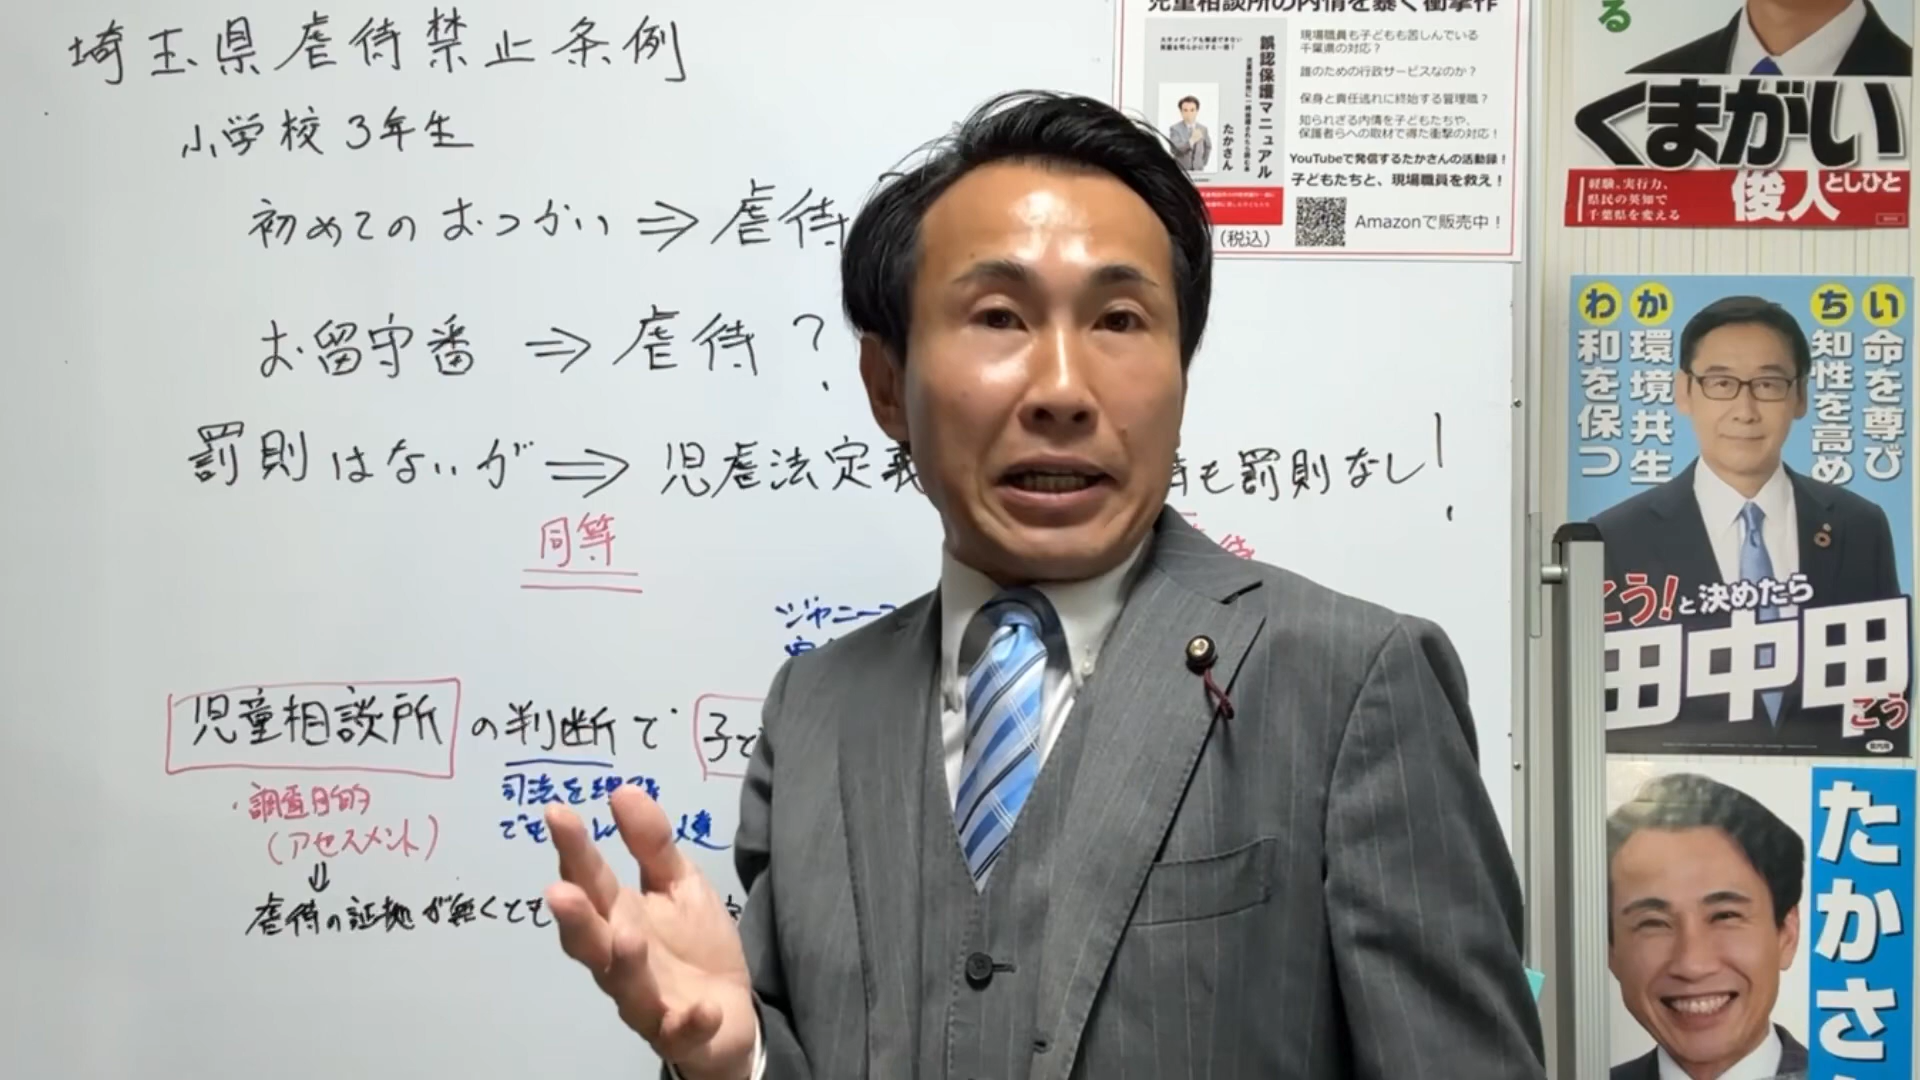 埼玉県虐待禁止条例
小学校3年生
初めてのおつかい⇒虐待
お留守番⇒虐待?
罰則はないが⇒児虐法定義
も罰則なし!
同等
待
ジャニー
児童相談所の判断で子ど
・調査目的
(アセスメント)
⇓
虐待の証拠が無くとも
司法を
児童相談所の内情を暴く衝撃作
誤認保護マニュアル
たかさん
現場職員も子どもも苦しんでいる
千葉県の対応?
誰のための行政サービスなのか?
保身と責任逃れに終始する管理職?
知られざる内情を子どもたちや、
保護者らへの取材で得た衝撃の対応!
YouTubeで発信するたかさんの活動録!
子どもたちと、現場職員を救え!
(税込)
Amazonで販売中!
る
くまがい
俊人
としひと
経験、実行力、
県民の英知で
千葉県を変える
わかちい
和を保つ
環境共生
知性を高め
命を尊び
こう!と決めたら
田中甲
こう
たかさ